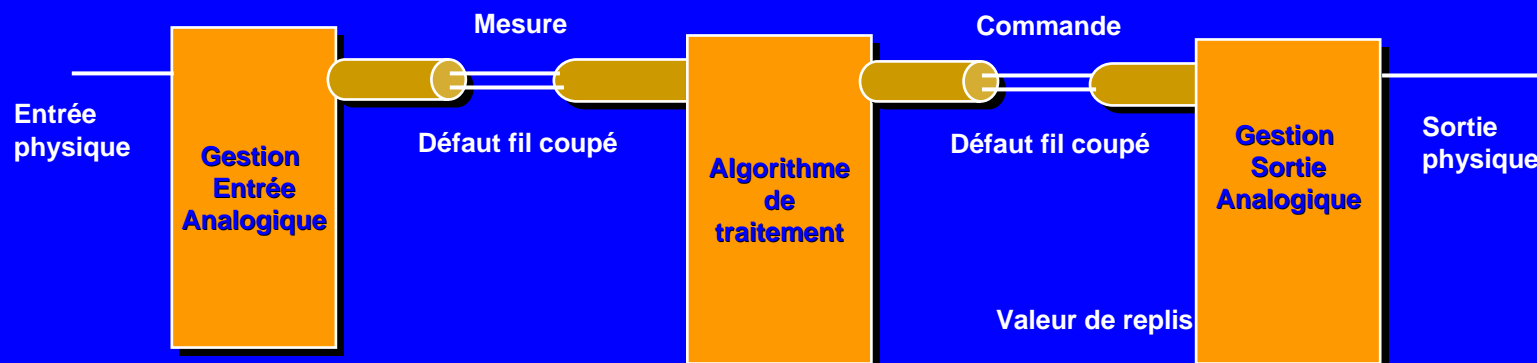 Mesure
Commande
Entrée
physique
Gestion
Entrée
Analogique
Défaut fil coupé
Algorithme
de
traitement
Défaut fil coupé
Gestion
Sortie
Analogique
Sortie
physique
Valeur de replis